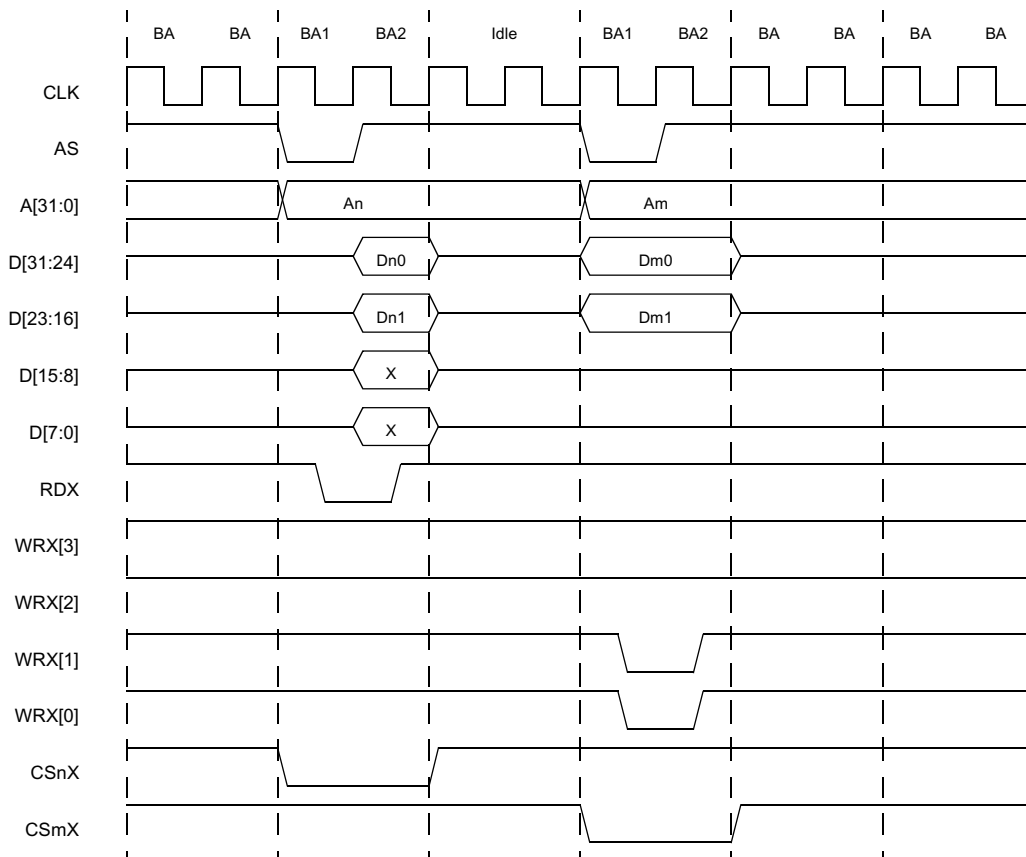 BA BA BA1 BA2 Idle BA1 BA2 BA BA BA BA
CLK
AS
A[31:0] An Am
D[31:24] Dn0 Dm0
D[23:16] Dn1 Dm1
D[15:8] X
D[7:0] X
RDX
WRX[3]
WRX[2]
WRX[1]
WRX[0]
CSnX
CSmX